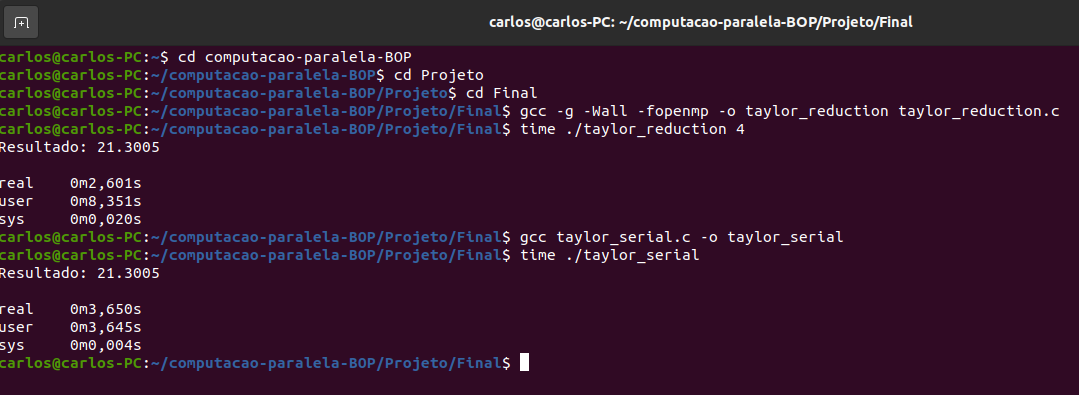 carlos@carlos-PC: ~/computacao-paralela-BOP/Projeto/Final
carlos@carlos-PC:~$ cd computacao-paralela-BOP
carlos@carlos-PC:~/computacao-paralela-BOP$ cd Projeto
carlos@carlos-PC:~/computacao-paralela-BOP/Projeto$ cd Final
carlos@carlos-PC:~/computacao-paralela-BOP/Projeto/Final$ gcc -g -Wall -fopenmp -o taylor_reduction taylor_reduction.c
carlos@carlos-PC:~/computacao-paralela-BOP/Projeto/Final$ time ./taylor_reduction 4
Resultado: 21.3005
real 0m2,601s
user 0m8,351s
sys 0m0,020s
carlos@carlos-PC:~/computacao-paralela-BOP/Projeto/Final$ gcc taylor_serial.c -o taylor_serial
carlos@carlos-PC:~/computacao-paralela-BOP/Projeto/Final$ time ./taylor_serial
Resultado: 21.3005
real 0m3,650s
user 0m3,645s
sys 0m0,004s
carlos@carlos-PC:~/computacao-paralela-BOP/Projeto/Final$